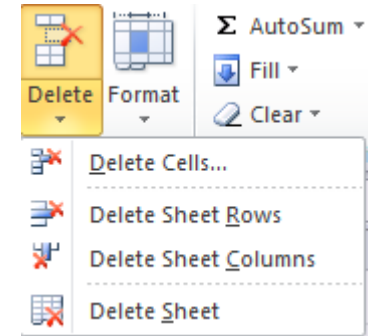 Σ AutoSum
Fill
Clear
Delete
Format
Delete Cells...
Delete Sheet Rows
Delete Sheet Columns
Delete Sheet